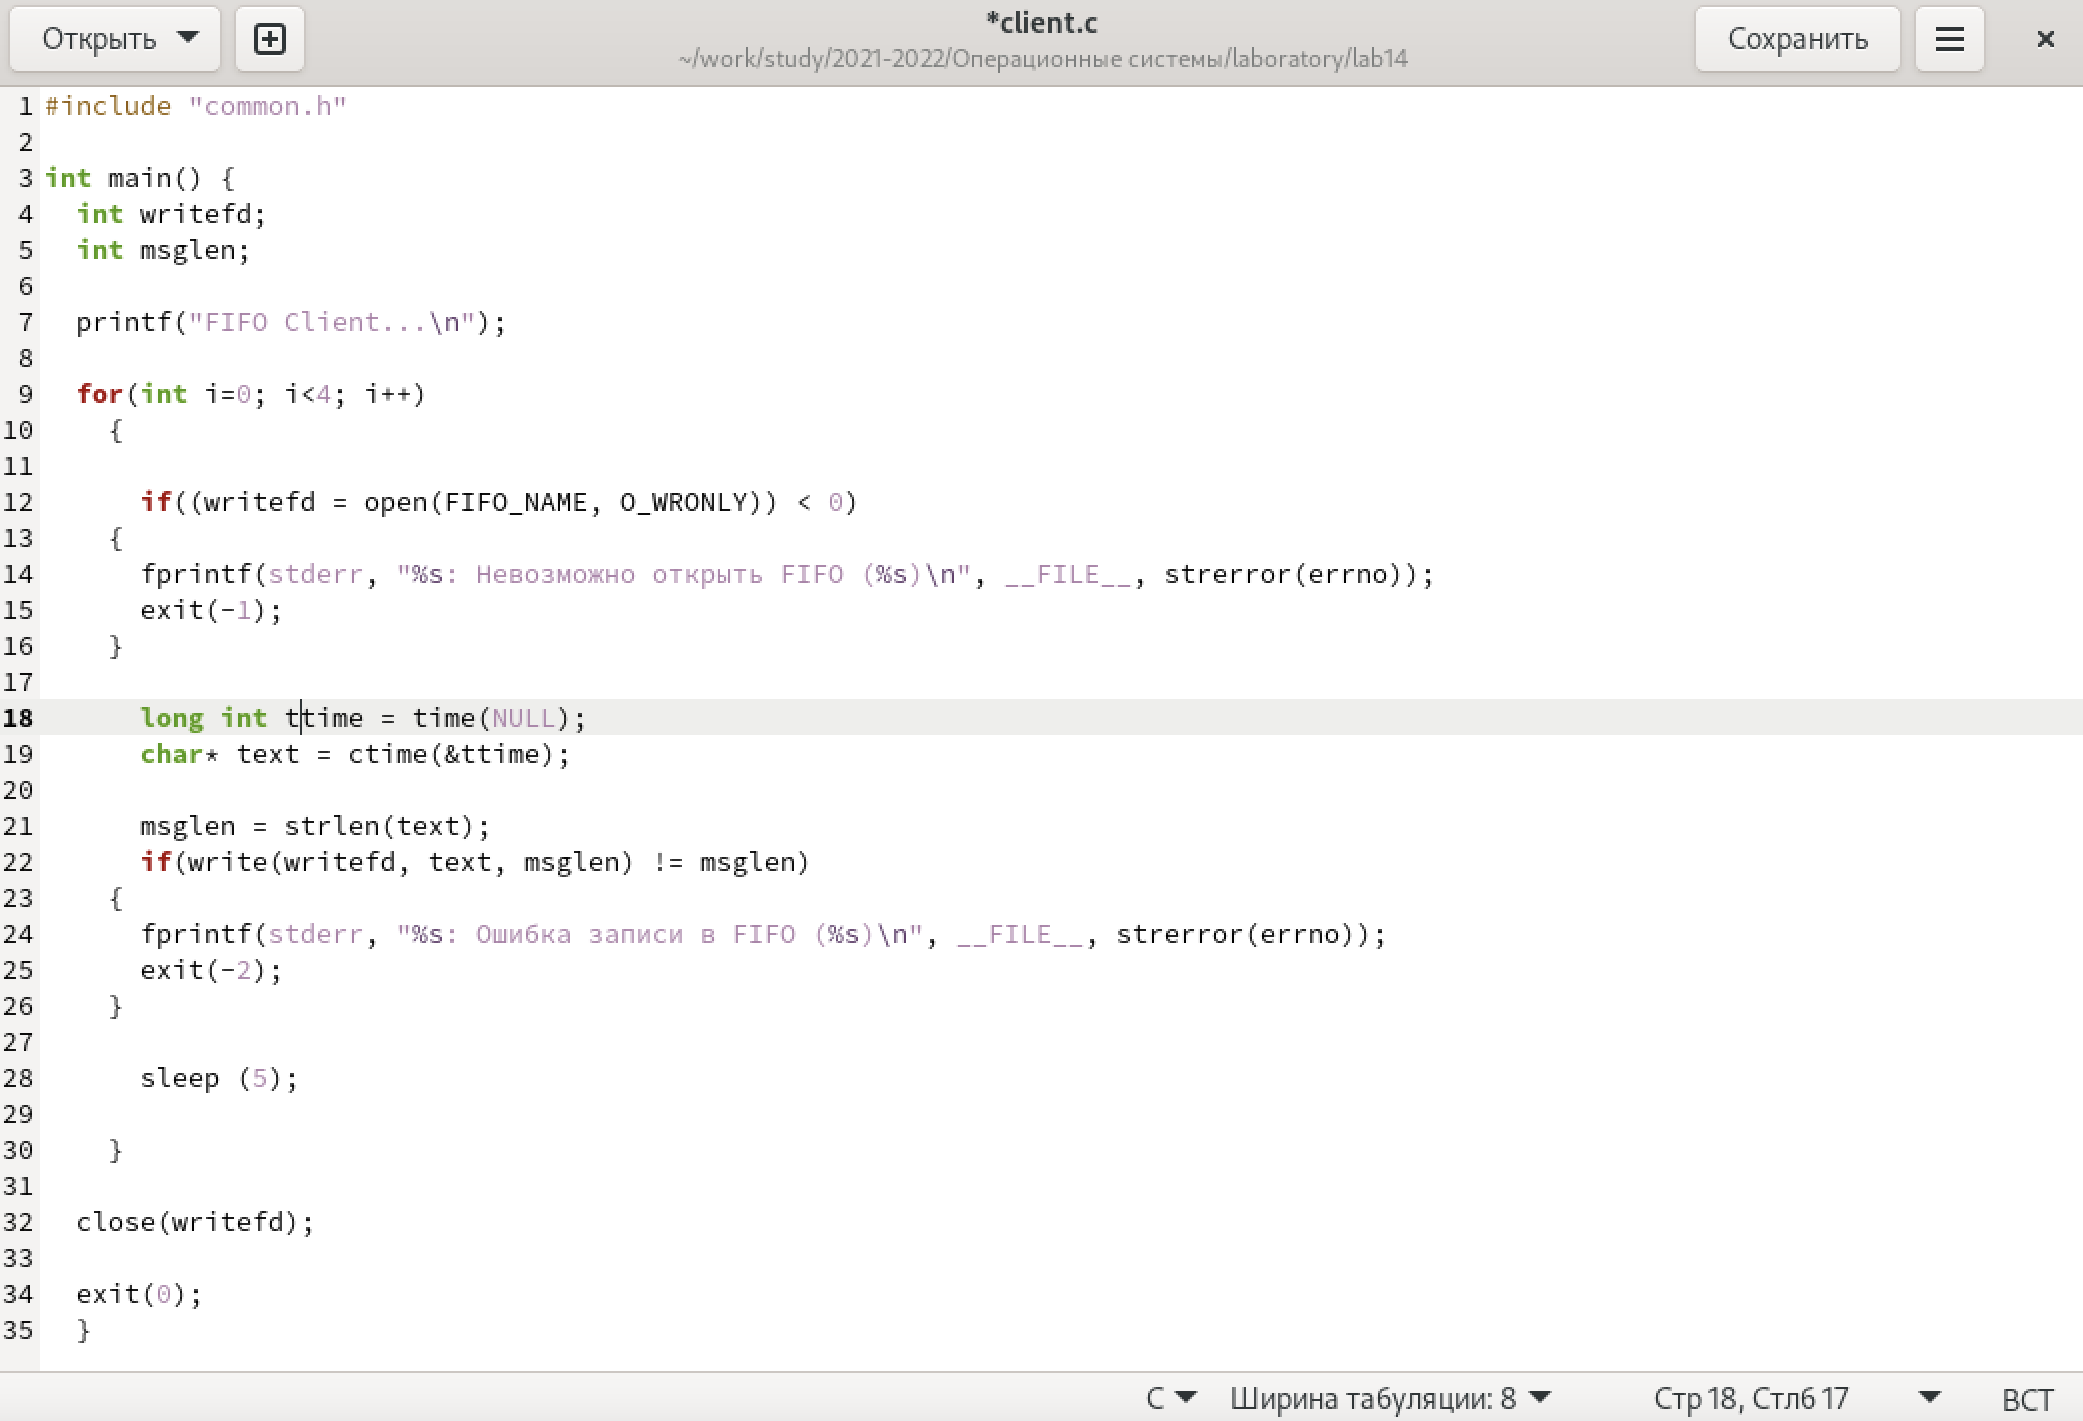 Открыть
*client.c
~/work/study/2021-2022/Операционные системы/laboratory/lab14
Сохранить
1 #include "common.h"
2
3 int main() {
4   int writefd;
5   int msglen;
6
7   printf("FIFO Client...\n");
8
9   for(int i=0; i<4; i++)
10     {
11
12       if((writefd = open(FIFO_NAME, O_WRONLY)) < 0)
13     {
14       fprintf(stderr, "%s: Невозможно открыть FIFO (%s)\n", __FILE__, strerror(errno));
15       exit(-1);
16     }
17
18       long int ttime = time(NULL);
19       char* text = ctime(&ttime);
20
21       msglen = strlen(text);
22       if(write(writefd, text, msglen) != msglen)
23     {
24       fprintf(stderr, "%s: Ошибка записи в FIFO (%s)\n", __FILE__, strerror(errno));
25       exit(-2);
26     }
27
28       sleep (5);
29
30     }
31
32   close(writefd);
33
34   exit(0);
35   }
C Ширина табуляции: 8 Стр 18, Стлб 17 ВСТ